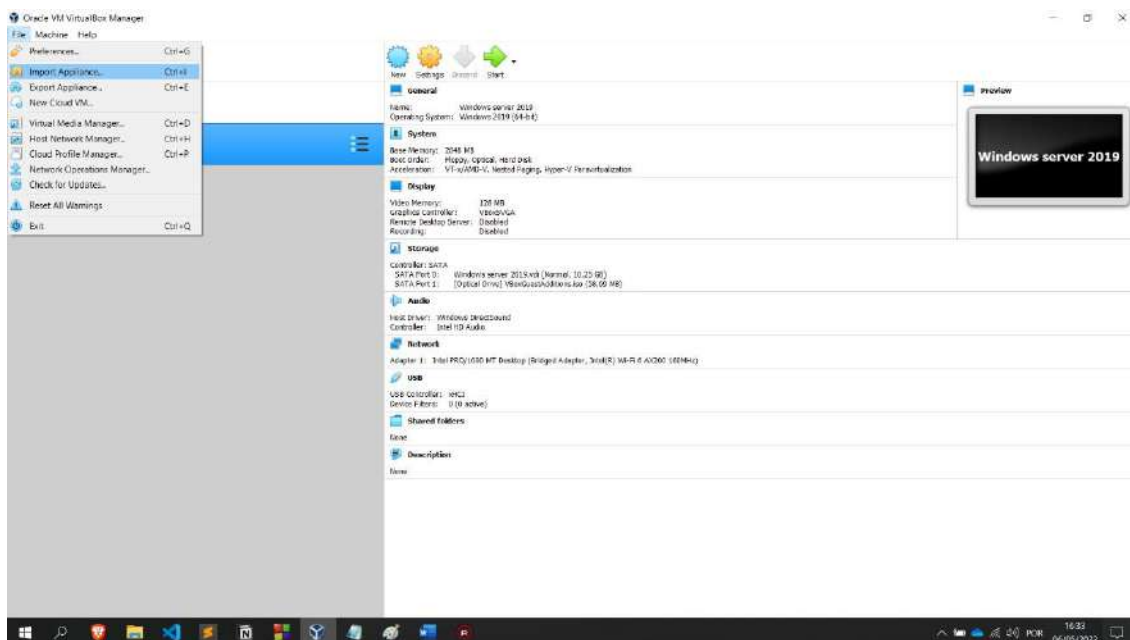 Oracle VM VirtualBox Manager
File Machine Help
Preferences... Ctrl+G
Import Appliance... Ctrl+I
Export Appliance... Ctrl+E
New Cloud VM...
Virtual Media Manager... Ctrl+D
Host Network Manager... Ctrl+H
Cloud Profile Manager... Ctrl+P
Network Operations Manager...
Check for Updates...
Reset All Warnings
Exit Ctrl+Q
New Settings Discard Start
General
Name: Windows server 2019
Operating System: Windows 2019 (64-bit)
System
Base Memory: 2048 MB
Boot Order: Floppy, Optical, Hard Disk
Acceleration: VT-x/AMD-V, Nested Paging, Hyper-V Paravirtualization
Display
Video Memory: 128 MB
Graphics Controller: VBoxSVGA
Remote Desktop Server: Disabled
Recording: Disabled
Storage
Controller: SATA
SATA Port 0: Windows server 2019.vdi (Normal, 10.25 GB)
SATA Port 1: [Optical Drive] VBoxGuestAdditions.iso
Audio
Host Driver: Windows DirectSound
Controller: Intel HD Audio
Network
Adapter 1: Intel PRO/1000 MT Desktop (Bridged Adapter, Intel(R) Wi-Fi 6 AX200 160MHz)
USB
USB Controller: xHCI
Device Filters: 0 (0 active)
Shared folders
None
Description
None
Preview
Windows server 2019
POR
16:33
06/05/2023